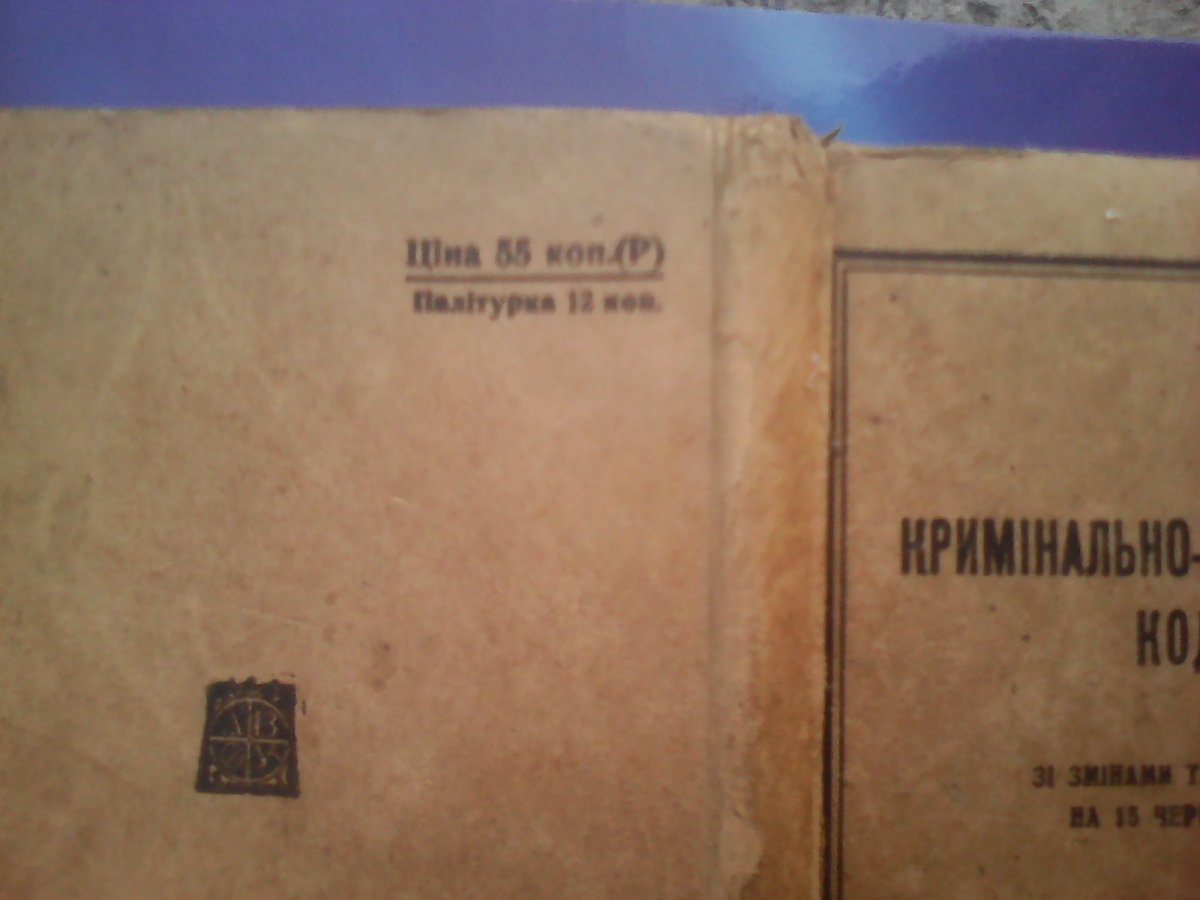 Ціна 55 коп.(Р)
Палітурка 12 коп.
КРИМІНАЛЬНО-
КОД
ЗІ ЗМІНАМИ Т
НА 15 ЧЕР